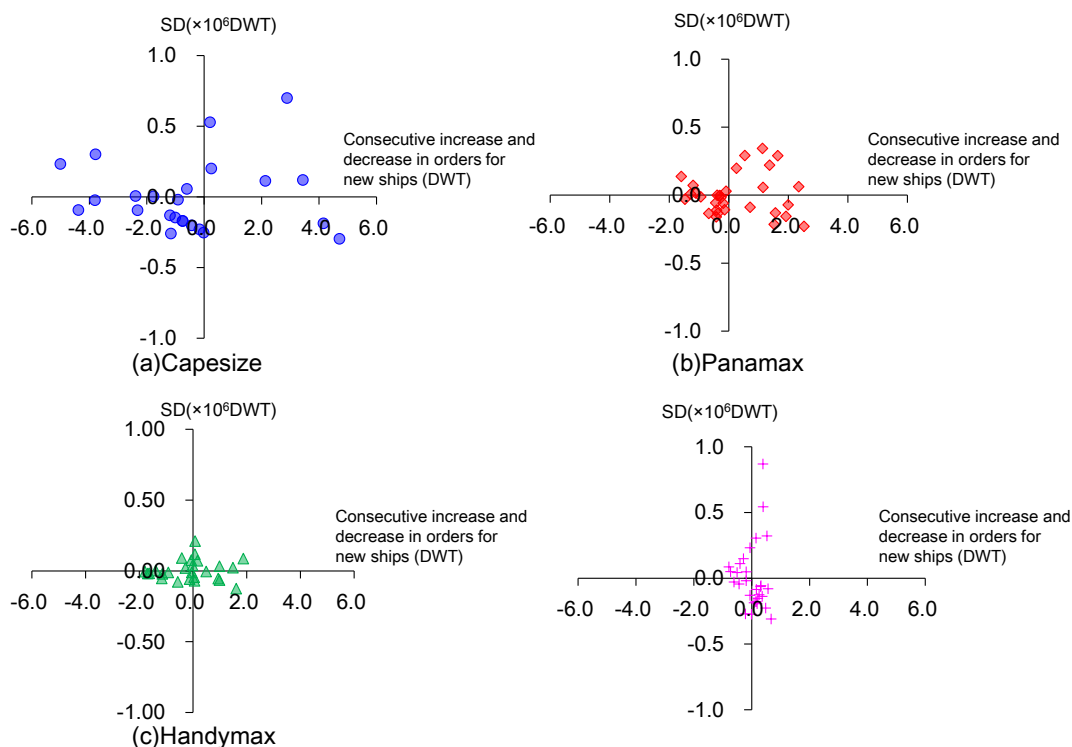 SD(×10⁶DWT)
1.0
0.5
Consecutive increase and
decrease in orders for
new ships (DWT)
0.0
-6.0 -4.0 -2.0 0.0 2.0 4.0 6.0
-0.5
-1.0
(a)Capesize
SD(×10⁶DWT)
1.0
0.5
Consecutive increase and
decrease in orders for
new ships (DWT)
0.0
-6.0 -4.0 -2.0 0.0 2.0 4.0 6.0
-0.5
-1.0
(b)Panamax
SD(×10⁶DWT)
1.00
0.50
Consecutive increase and
decrease in orders for
new ships (DWT)
0.00
-6.0 -4.0 -2.0 0.0 2.0 4.0 6.0
-0.50
-1.00
(c)Handymax
SD(×10⁶DWT)
1.0
0.5
Consecutive increase and
decrease in orders for
new ships (DWT)
0.0
-6.0 -4.0 -2.0 0.0 2.0 4.0 6.0
-0.5
-1.0